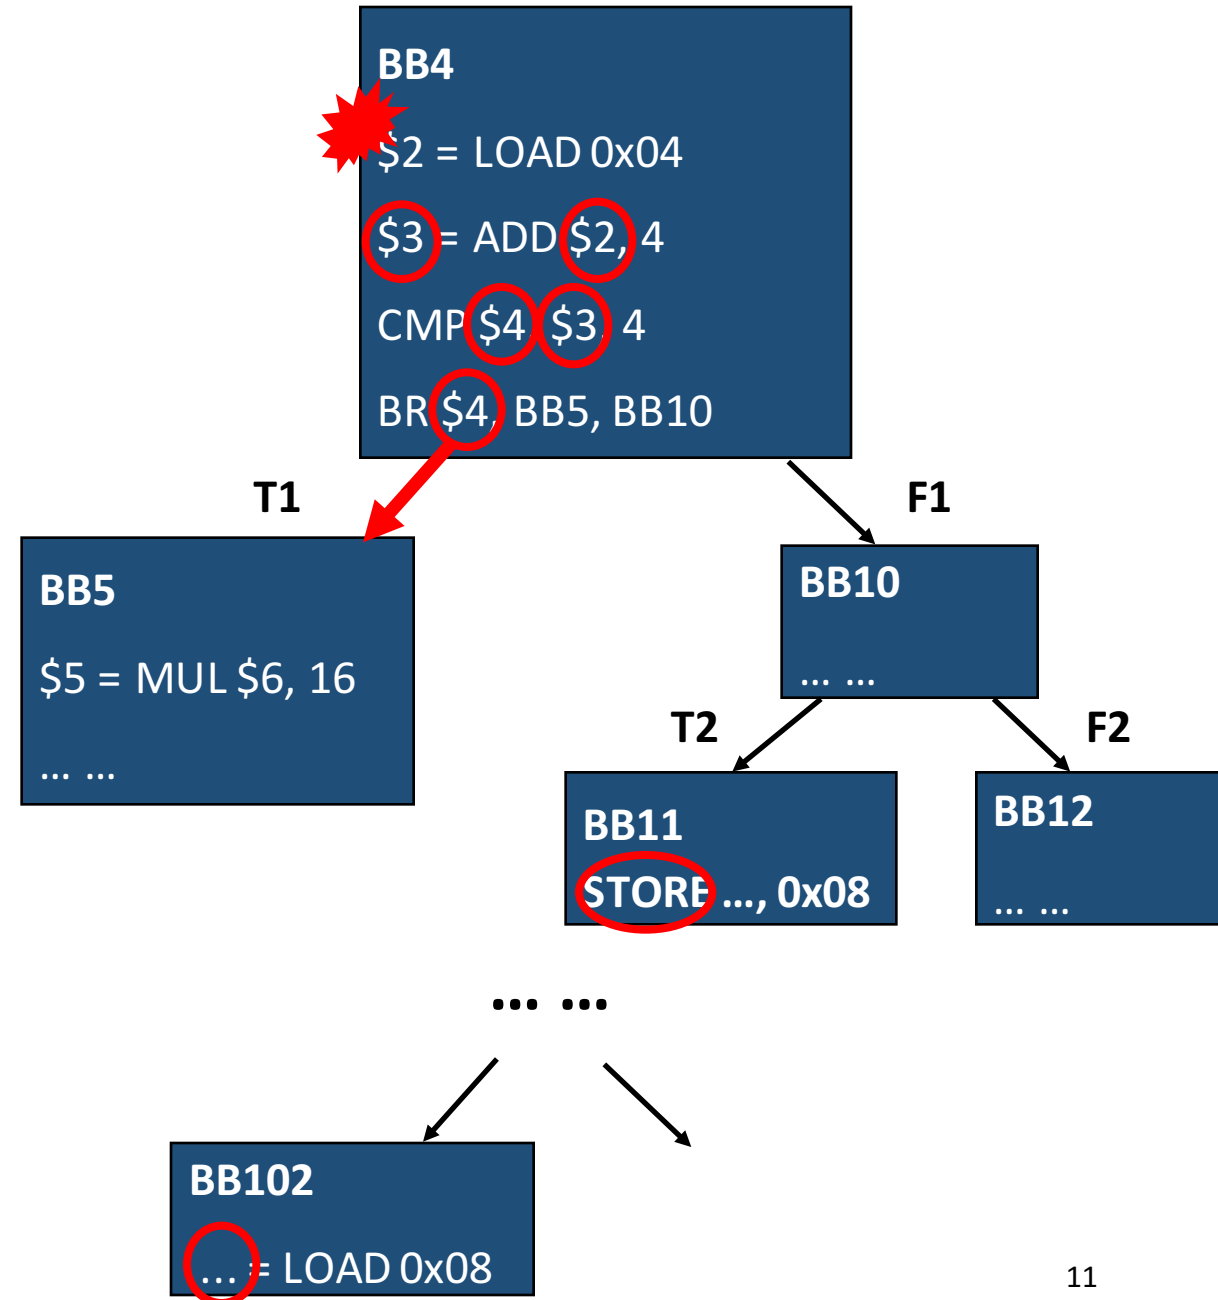 BB4
$2 = LOAD 0x04
$3 = ADD $2, 4
CMP $4, $3, 4
BR $4, BB5, BB10
T1
F1
BB5
$5 = MUL $6, 16
... ...
BB10
... ...
T2
F2
BB11
STORE ..., 0x08
BB12
... ...
... ...
BB102
... = LOAD 0x08
11